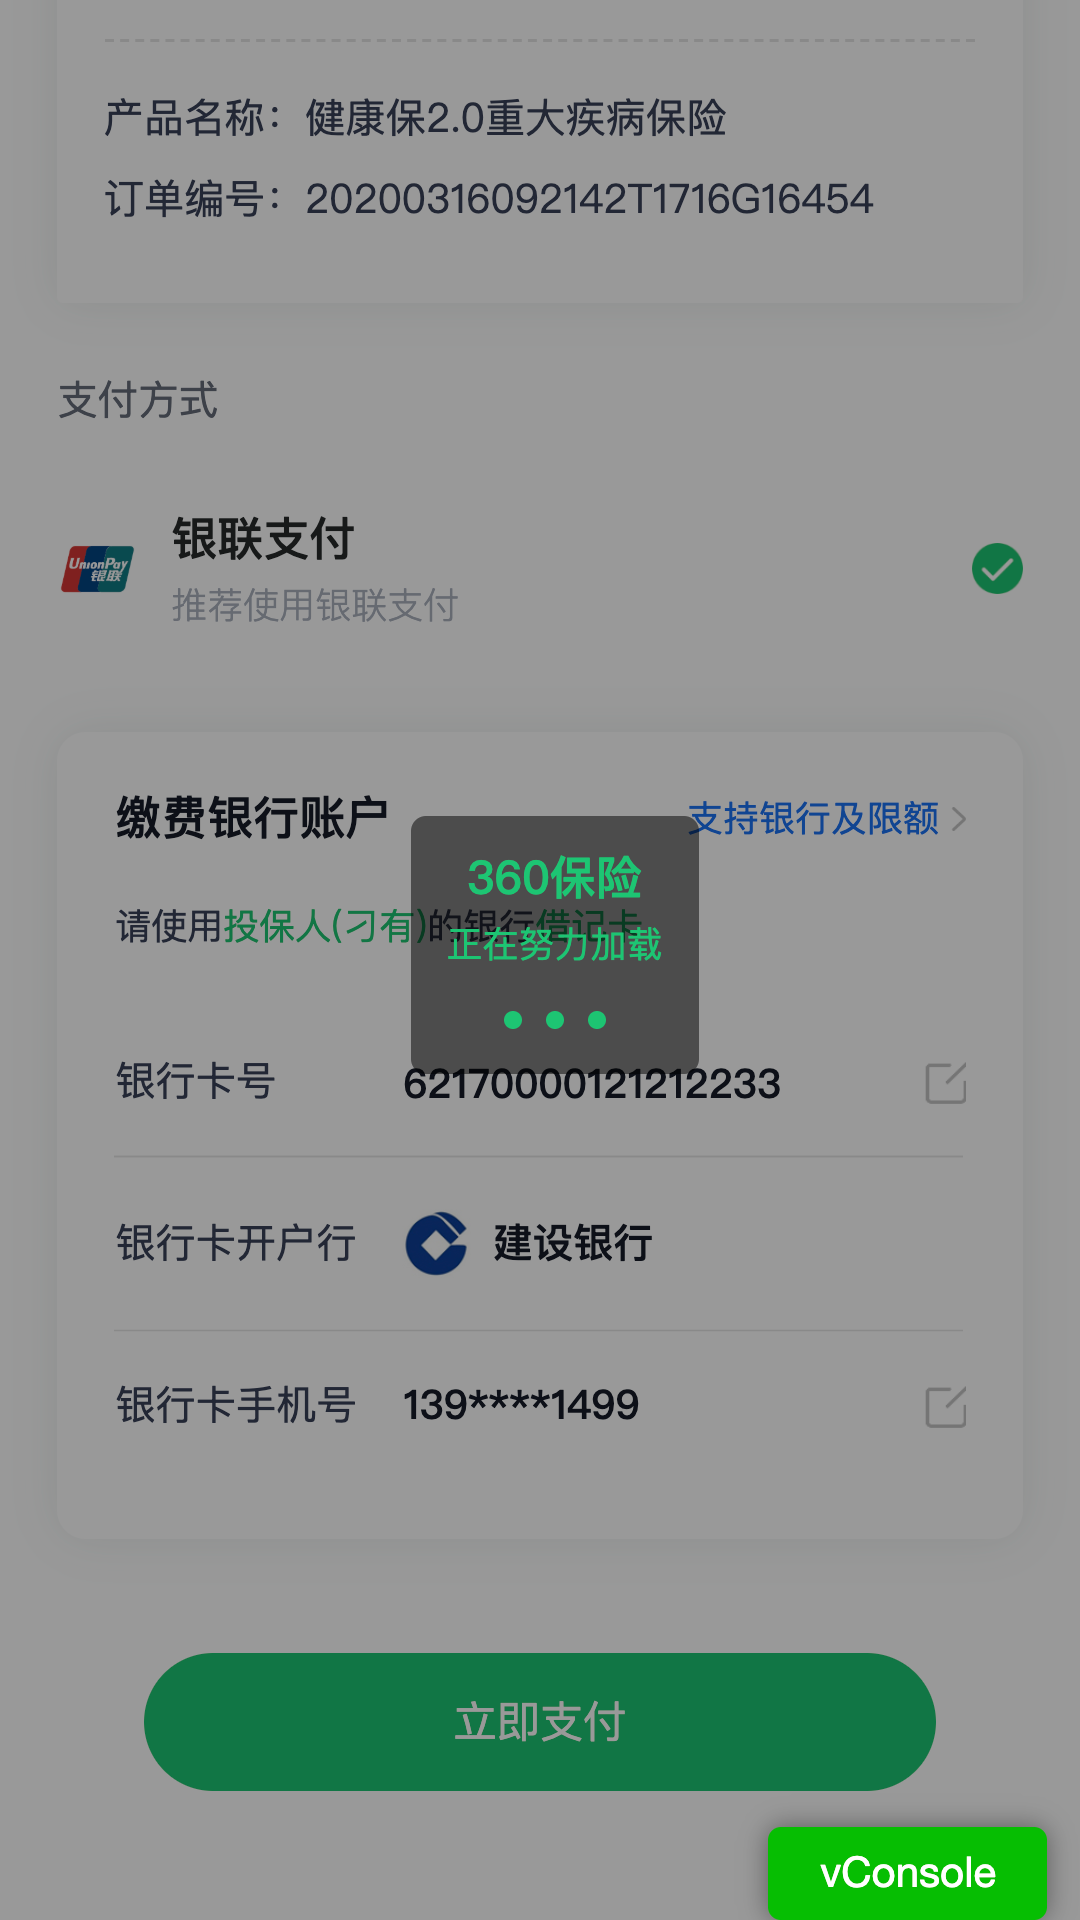 产品名称：健康保2.0重大疾病保险
订单编号：20200316092142T1716G16454
支付方式
UnionPay
银联
银联支付
推荐使用银联支付
缴费银行账户
支持银行及限额
360保险
请使用投保人(刁有)的银行借记卡
正在努力加载
银行卡号 62170000121212233
银行卡开户行 建设银行
银行卡手机号 139****1499
立即支付
vConsole